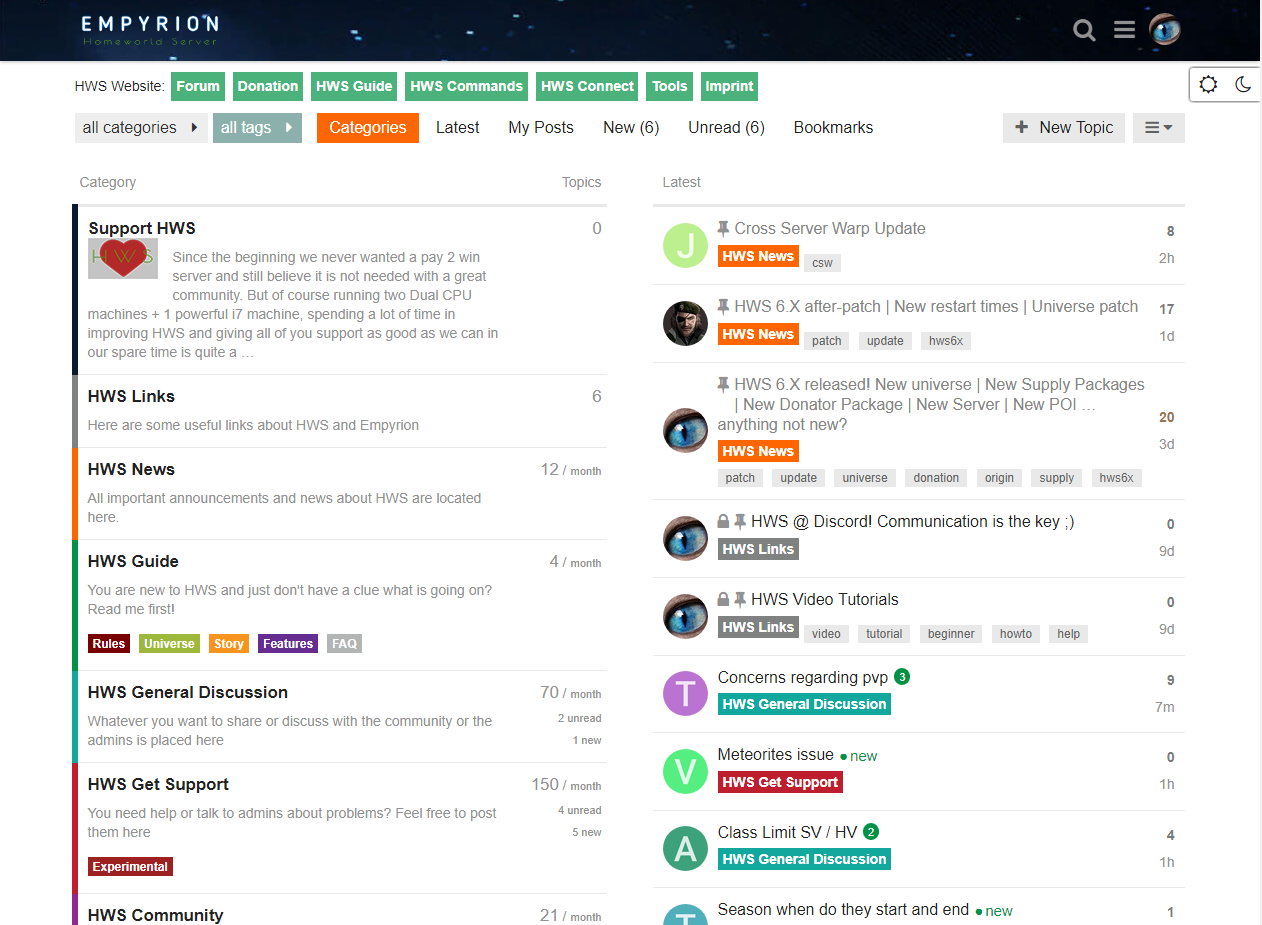 EMPYRION
Homeworld Server
HWS Website: Forum Donation HWS Guide HWS Commands HWS Connect Tools Imprint
all categories all tags Categories Latest My Posts New (6) Unread (6) Bookmarks + New Topic
Category Topics
Support HWS 0
HWS
Since the beginning we never wanted a pay 2 win
server and still believe it is not needed with a great
community. But of course running two Dual CPU
machines + 1 powerful i7 machine, spending a lot of time in
improving HWS and giving all of you support as good as we can in
our spare time is quite a …
HWS Links 6
Here are some useful links about HWS and Empyrion
HWS News 12 / month
All important announcements and news about HWS are located
here.
HWS Guide 4 / month
You are new to HWS and just don't have a clue what is going on?
Read me first!
Rules Universe Story Features FAQ
HWS General Discussion 70 / month
Whatever you want to share or discuss with the community or the 2 unread
admins is placed here 1 new
HWS Get Support 150 / month
You need help or talk to admins about problems? Feel free to post 4 unread
them here 5 new
Experimental
HWS Community 21 / month
Latest
J Cross Server Warp Update 8
HWS News csw 2h
HWS 6.X after-patch | New restart times | Universe patch 17
HWS News patch update hws6x 1d
HWS 6.X released! New universe | New Supply Packages
| New Donator Package | New Server | New POI …
anything not new? 20
HWS News 3d
patch update universe donation origin supply hws6x
HWS @ Discord! Communication is the key ;) 0
HWS Links 9d
HWS Video Tutorials 0
HWS Links video tutorial beginner howto help 9d
T Concerns regarding pvp 3 9
HWS General Discussion 7m
V Meteorites issue new 0
HWS Get Support 1h
A Class Limit SV / HV 2 4
HWS General Discussion 1h
T Season when do they start and end new 1